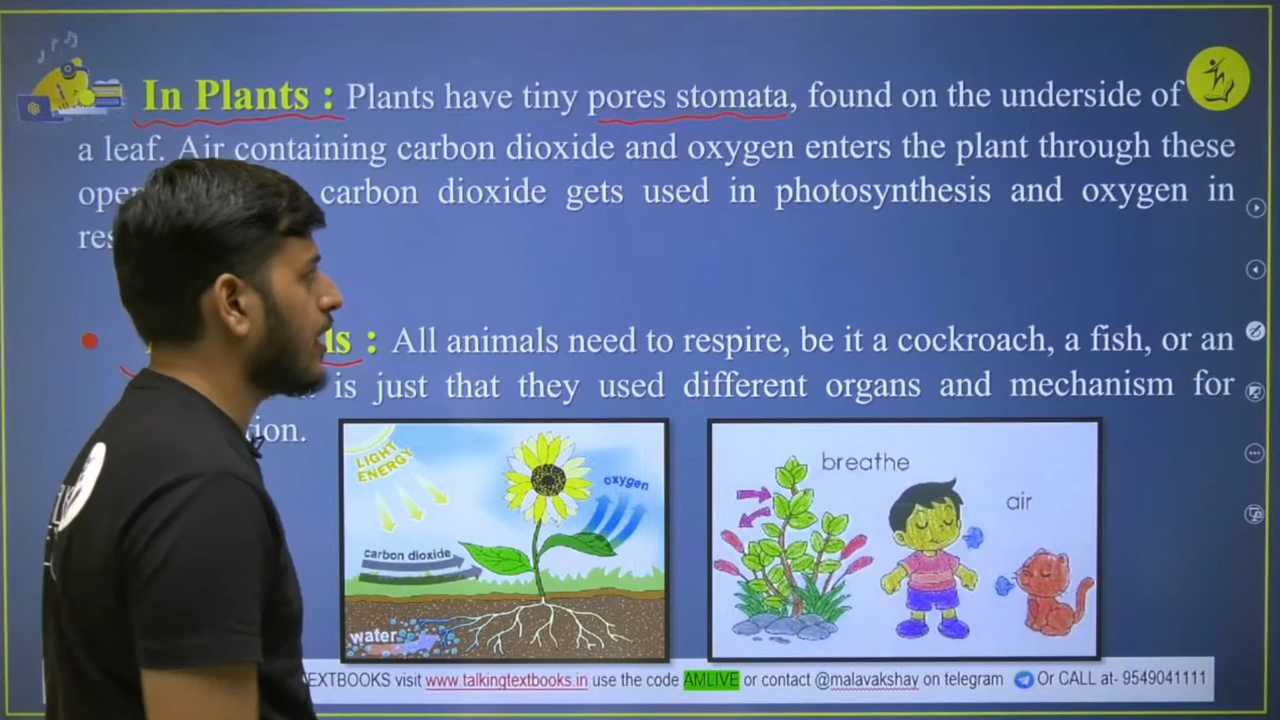 In Plants : Plants have tiny pores stomata, found on the underside of
a leaf. Air containing carbon dioxide and oxygen enters the plant through these
carbon dioxide gets used in photosynthesis and oxygen in
: All animals need to respire, be it a cockroach, a fish, or an
is just that they used different organs and mechanism for
LIGHT
ENERGY
oxygen
carbon dioxide
water
breathe
air
visit www.talkingtextbooks.in use the code AMLIVE or contact @malavakshay on telegram Or CALL at- 9549041111